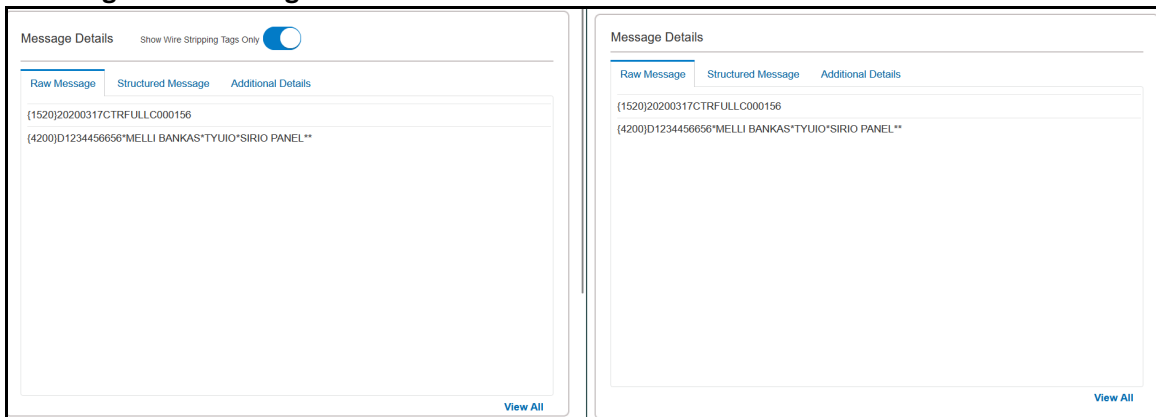 Message Details Show Wire Stripping Tags Only
Raw Message Structured Message Additional Details
{1520}20200317CTRFULLC000156
{4200}D1234456656*MELLI BANKAS*TYUIO*SIRIO PANEL**
View All
Message Details
Raw Message Structured Message Additional Details
{1520}20200317CTRFULLC000156
{4200}D1234456656*MELLI BANKAS*TYUIO*SIRIO PANEL**
View All